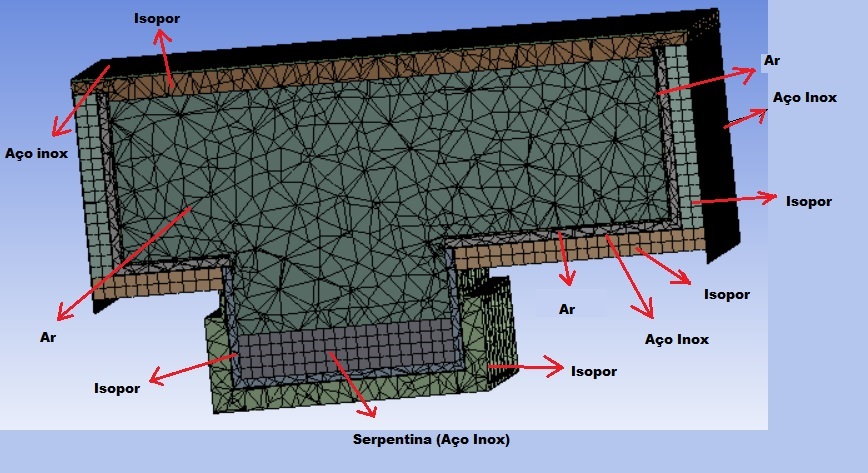 Isopor
Ar
Aço Inox
Aço inox
Isopor
Isopor
Ar
Ar
Aço Inox
Isopor
Isopor
Serpentina (Aço Inox)